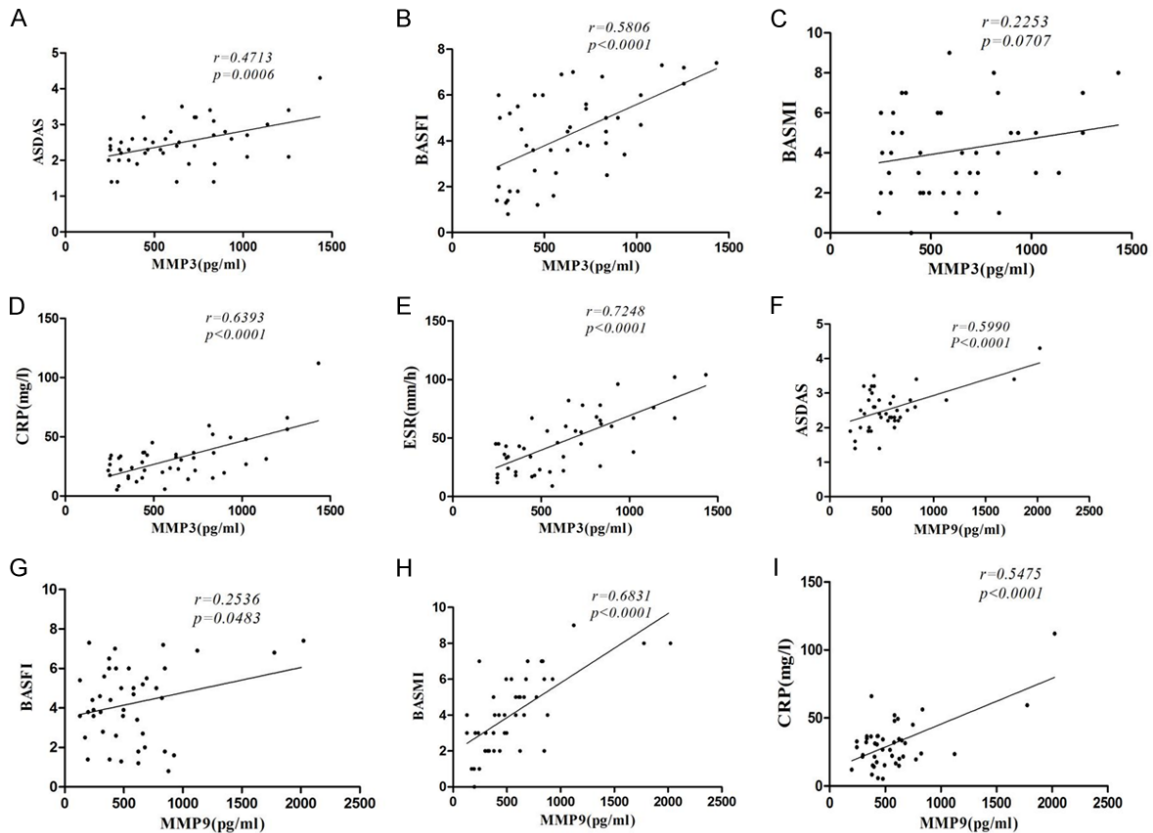 A
r=0.4713
p=0.0006
5
4
3
2
1
0
ASDAS
0
500
1000
1500
MMP3(pg/ml)
B
r=0.5806
p<0.0001
8
6
4
2
0
BASFI
0
500
1000
1500
MMP3(pg/ml)
C
r=0.2253
p=0.0707
10
8
6
4
2
0
BASMI
0
500
1000
1500
MMP3(pg/ml)
D
r=0.6393
p<0.0001
150
100
50
0
CRP(mg/l)
0
500
1000
1500
MMP3(pg/ml)
E
r=0.7248
p<0.0001
150
100
50
0
ESR(mm/h)
0
500
1000
1500
MMP3(pg/ml)
F
r=0.5990
P<0.0001
5
4
3
2
1
0
ASDAS
0
500
1000
1500
2000
2500
MMP9(pg/ml)
G
r=0.2536
p=0.0483
10
8
6
4
2
0
BASFI
0
500
1000
1500
2000
2500
MMP9(pg/ml)
H
r=0.6831
p<0.0001
10
8
6
4
2
0
BASMI
0
500
1000
1500
2000
2500
MMP9(pg/ml)
I
r=0.5475
p<0.0001
150
100
50
0
CRP(mg/l)
0
500
1000
1500
2000
2500
MMP9(pg/ml)